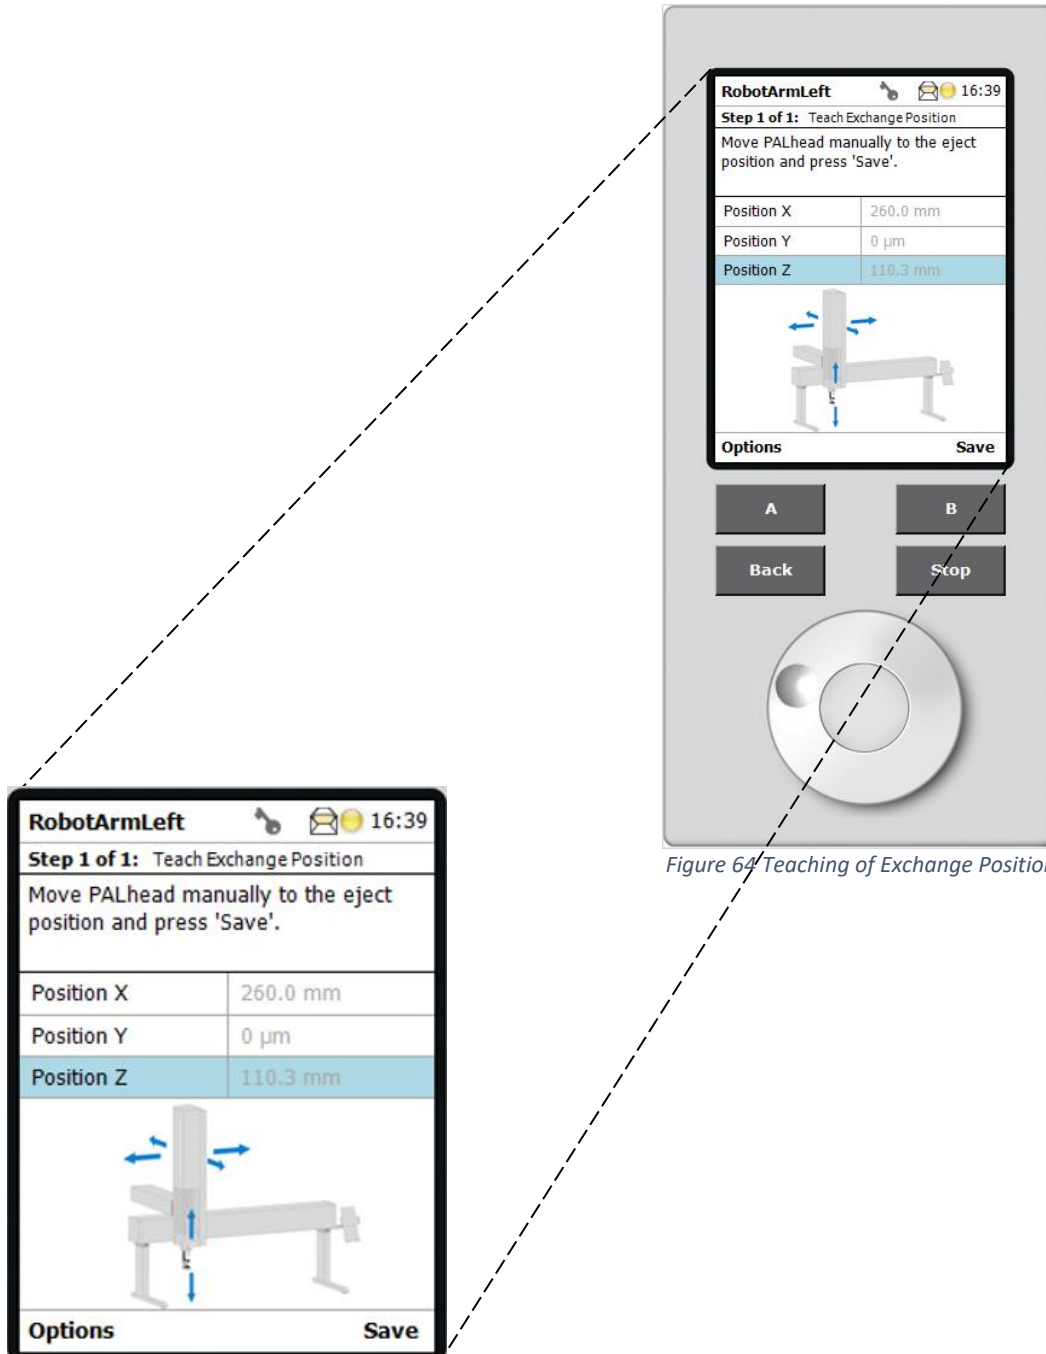 RobotArmLeft 16:39
Step 1 of 1: Teach Exchange Position
Move PALhead manually to the eject
position and press 'Save'.
Position X 260.0 mm
Position Y 0 µm
Position Z 110.3 mm
Options Save
A B
Back Stop
Figure 64 Teaching of Exchange Position
RobotArmLeft 16:39
Step 1 of 1: Teach Exchange Position
Move PALhead manually to the eject
position and press 'Save'.
Position X 260.0 mm
Position Y 0 µm
Position Z 110.3 mm
Options Save